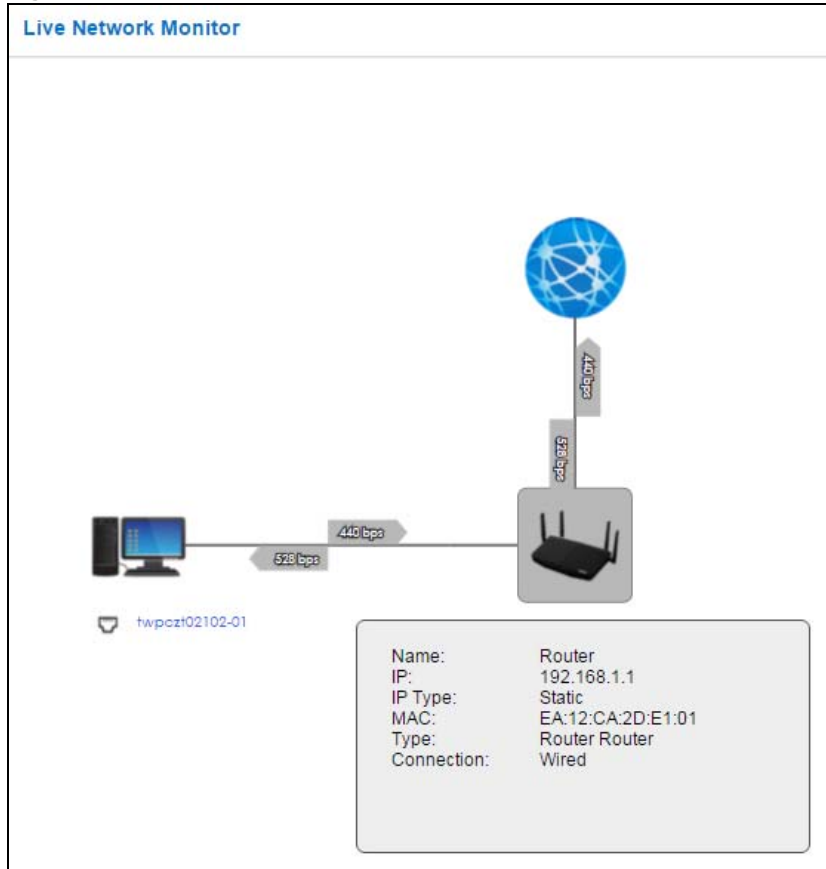 Live Network Monitor
440 bps
528 bps
440 bps
528 bps
twpczt02102-01
Name: Router
IP: 192.168.1.1
IP Type: Static
MAC: EA:12:CA:2D:E1:01
Type: Router Router
Connection: Wired